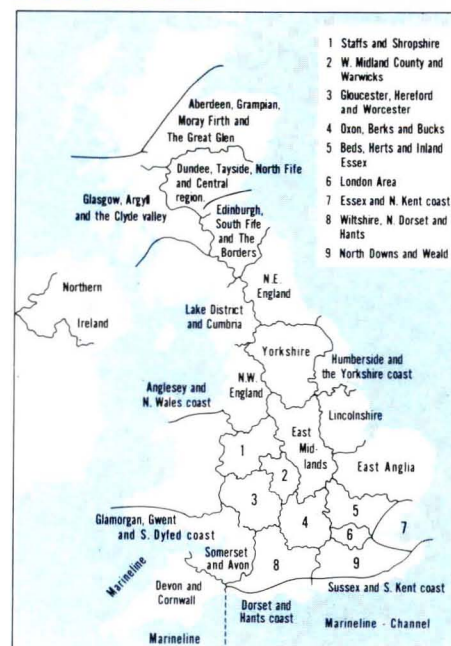 1 Staffs and Shropshire
2 W. Midland County and
Warwicks
3 Gloucester, Hereford
and Worcester
4 Oxon, Berks and Bucks
5 Beds, Herts and Inland
Essex
6 London Area
7 Essex and N. Kent coast
8 Wiltshire, N. Dorset and
Hants
9 North Downs and Weald
Aberdeen, Grampian,
Moray Firth and
The Great Glen
Dundee, Tayside, North Fife
and Central
region.
Glasgow, Argyll
and the Clyde valley
Edinburgh,
South Fife
and The
Borders
Northern
Ireland
N.E.
England
Lake District
and Cumbria
Yorkshire
Humberside and
the Yorkshire coast
N.W.
England
Anglesey and
N. Wales coast
Lincolnshire
East
Mid-
lands
East Anglia
1
2
3
4
5
6
7
Glamorgan, Gwent
and S. Dyfed coast
Somerset
and Avon
8
9
Marineline
Devon and
Cornwall
Sussex and S. Kent coast
Dorset and
Hants coast
Marineline - Channel
Marineline